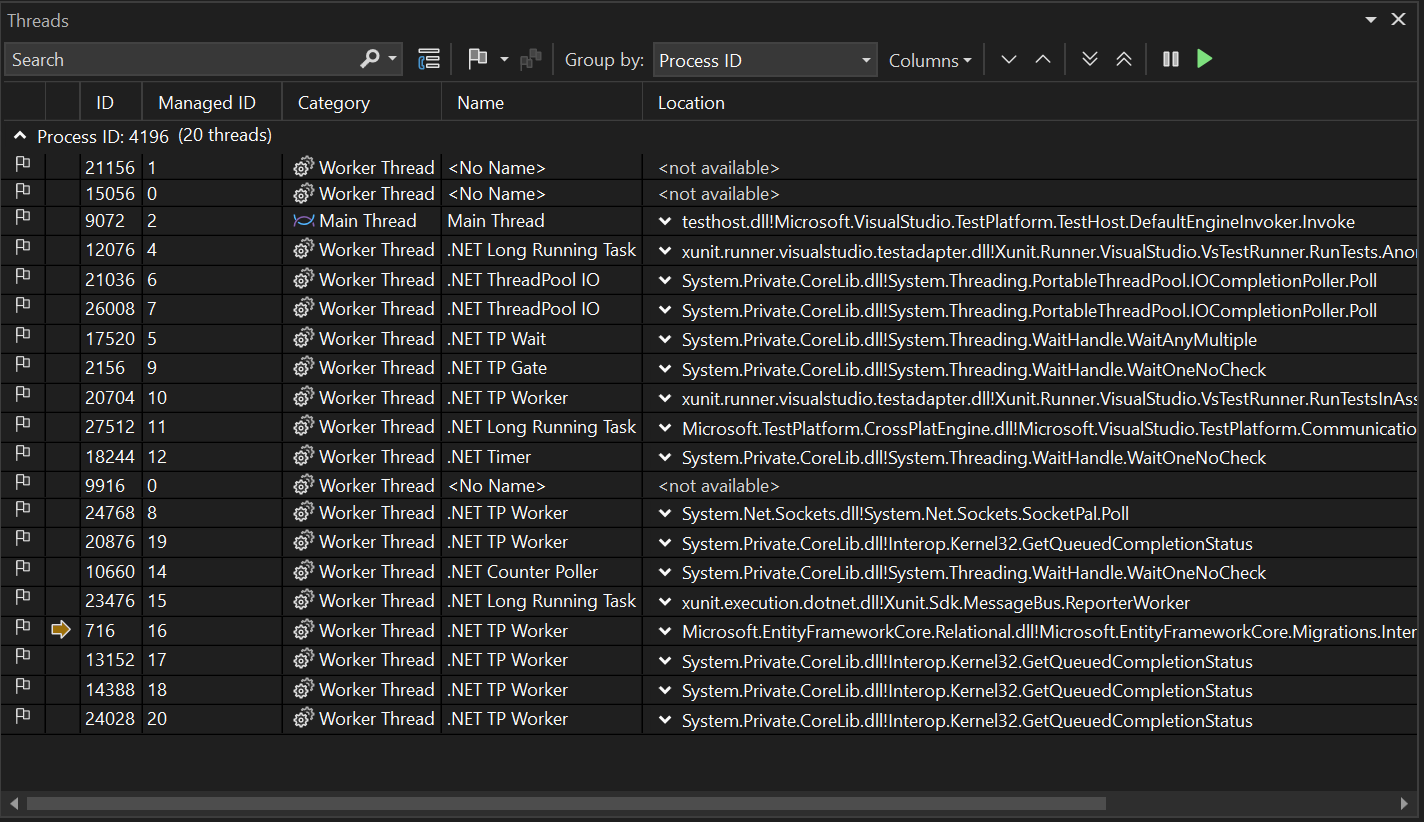 Threads
Search Group by: Process ID Columns
ID Managed ID Category Name Location
Process ID: 4196 (20 threads)
21156 1 Worker Thread <No Name> <not available>
15056 0 Worker Thread <No Name> <not available>
9072 2 Main Thread Main Thread testhost.dll!Microsoft.VisualStudio.TestPlatform.TestHost.DefaultEngineInvoker.Invoke
12076 4 Worker Thread .NET Long Running Task xunit.runner.visualstudio.testadapter.dll!Xunit.Runner.VisualStudio.VsTestRunner.RunTests.Anor
21036 6 Worker Thread .NET ThreadPool IO System.Private.CoreLib.dll!System.Threading.PortableThreadPool.IOCompletionPoller.Poll
26008 7 Worker Thread .NET ThreadPool IO System.Private.CoreLib.dll!System.Threading.PortableThreadPool.IOCompletionPoller.Poll
17520 5 Worker Thread .NET TP Wait System.Private.CoreLib.dll!System.Threading.WaitHandle.WaitAnyMultiple
2156 9 Worker Thread .NET TP Gate System.Private.CoreLib.dll!System.Threading.WaitHandle.WaitOneNoCheck
20704 10 Worker Thread .NET TP Worker xunit.runner.visualstudio.testadapter.dll!Xunit.Runner.VisualStudio.VsTestRunner.RunTestsInAss
27512 11 Worker Thread .NET Long Running Task Microsoft.TestPlatform.CrossPlatEngine.dll!Microsoft.VisualStudio.TestPlatform.Communicatio
18244 12 Worker Thread .NET Timer System.Private.CoreLib.dll!System.Threading.WaitHandle.WaitOneNoCheck
9916 0 Worker Thread <No Name> <not available>
24768 8 Worker Thread .NET TP Worker System.Net.Sockets.dll!System.Net.Sockets.SocketPal.Poll
20876 19 Worker Thread .NET TP Worker System.Private.CoreLib.dll!Interop.Kernel32.GetQueuedCompletionStatus
10660 14 Worker Thread .NET Counter Poller System.Private.CoreLib.dll!System.Threading.WaitHandle.WaitOneNoCheck
23476 15 Worker Thread .NET Long Running Task xunit.execution.dotnet.dll!Xunit.Sdk.MessageBus.ReporterWorker
716 16 Worker Thread .NET TP Worker Microsoft.EntityFrameworkCore.Relational.dll!Microsoft.EntityFrameworkCore.Migrations.Inter
13152 17 Worker Thread .NET TP Worker System.Private.CoreLib.dll!Interop.Kernel32.GetQueuedCompletionStatus
14388 18 Worker Thread .NET TP Worker System.Private.CoreLib.dll!Interop.Kernel32.GetQueuedCompletionStatus
24028 20 Worker Thread .NET TP Worker System.Private.CoreLib.dll!Interop.Kernel32.GetQueuedCompletionStatus